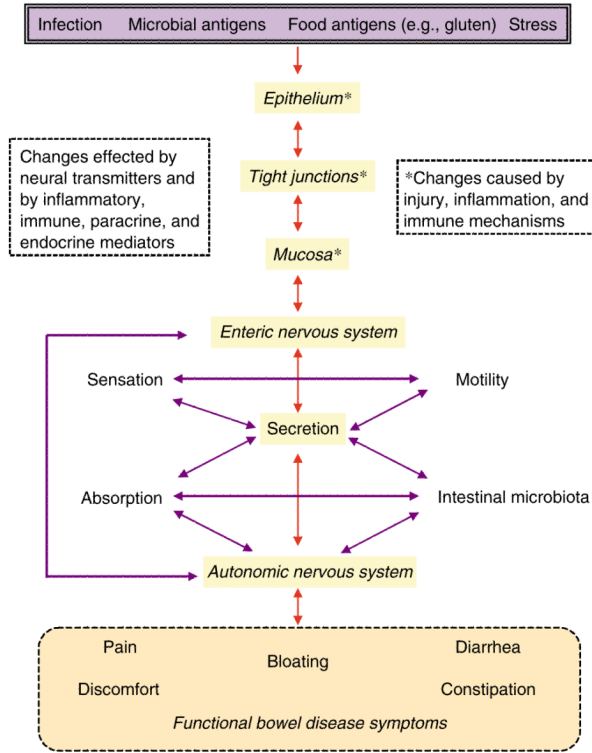 Infection Microbial antigens Food antigens (e.g., gluten) Stress
Epithelium*
Changes effected by
neural transmitters and
by inflammatory,
immune, paracrine, and
endocrine mediators
Tight junctions*
*Changes caused by
injury, inflammation, and
immune mechanisms
Mucosa*
Enteric nervous system
Sensation
Motility
Secretion
Absorption
Intestinal microbiota
Autonomic nervous system
Pain
Bloating
Diarrhea
Discomfort
Constipation
Functional bowel disease symptoms